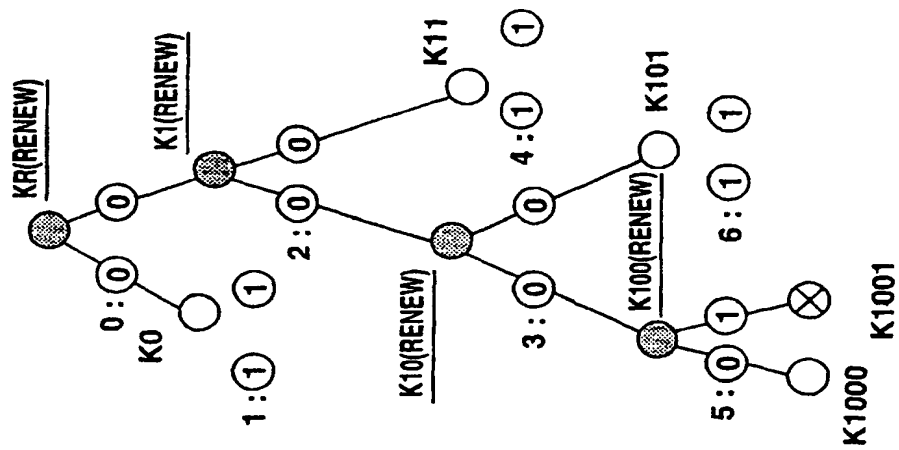 KR(RENEW)
0 : 0 0
K0
K1(RENEW)
1 : 1 1
2 : 0 0
K11
K10(RENEW)
3 : 0 0
4 : 1 1
K100(RENEW)
K101
5 : 0 1
6 : 1 1
K1000
K1001